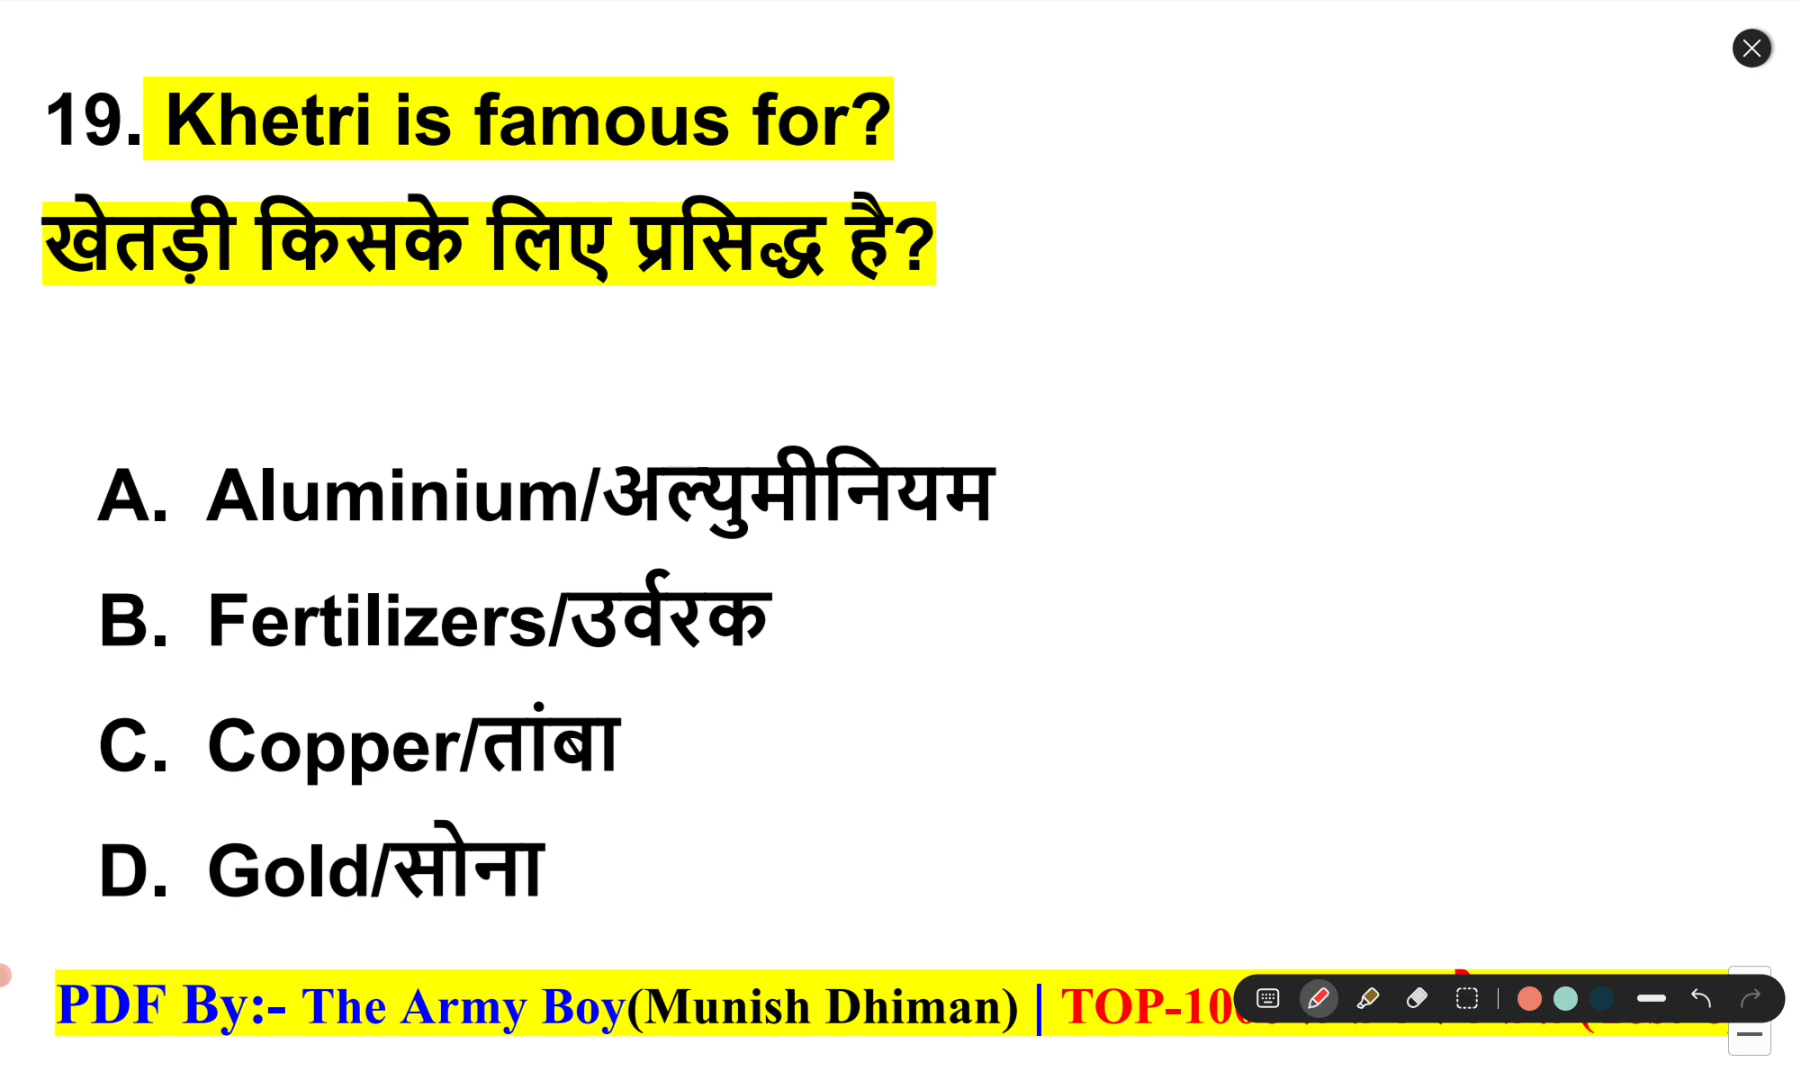 19. Khetri is famous for?
खेतड़ी किसके लिए प्रसिद्ध है?
A. Aluminium/अल्युमीनियम
B. Fertilizers/उर्वरक
C. Copper/तांबा
D. Gold/सोना
PDF By:- The Army Boy(Munish Dhiman) | TOP-10